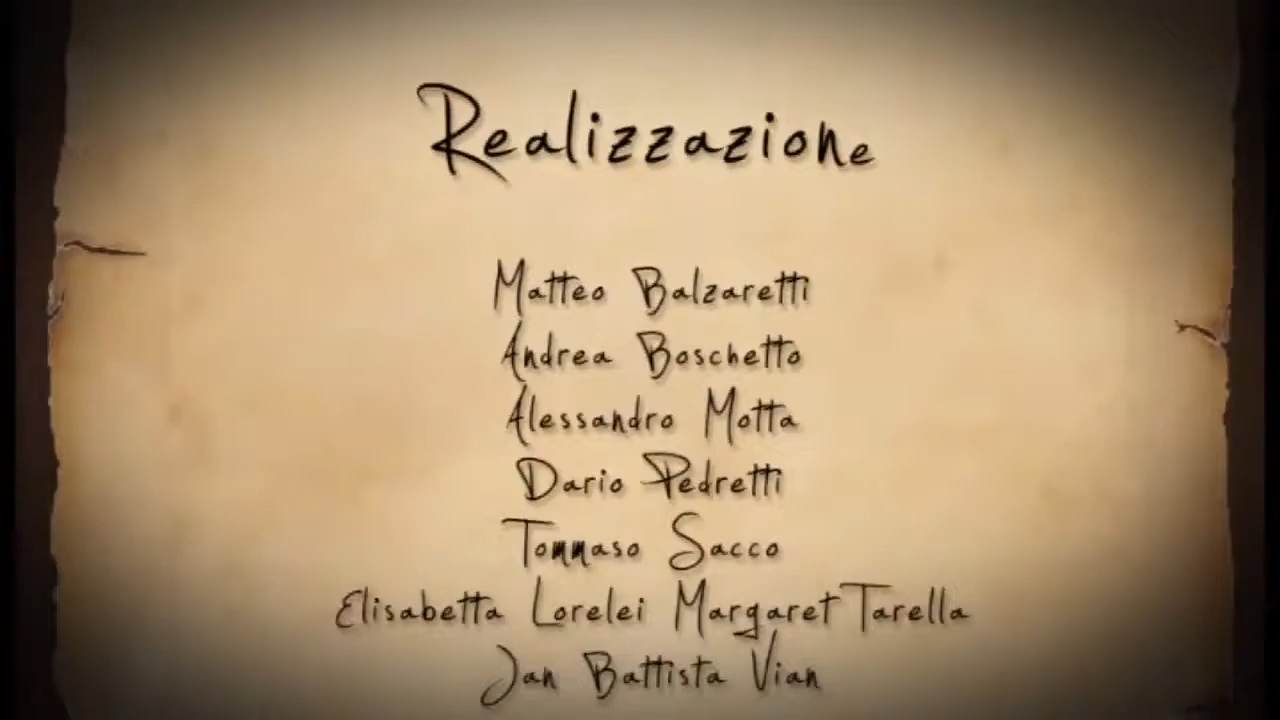 Realizzazione
Matteo Balzaretti
Andrea Boschetto
Alessandro Motta
Dario Pedretti
Tommaso Sacco
Elisabetta Lorelei Margaret Tarella
Jan Battista Vian